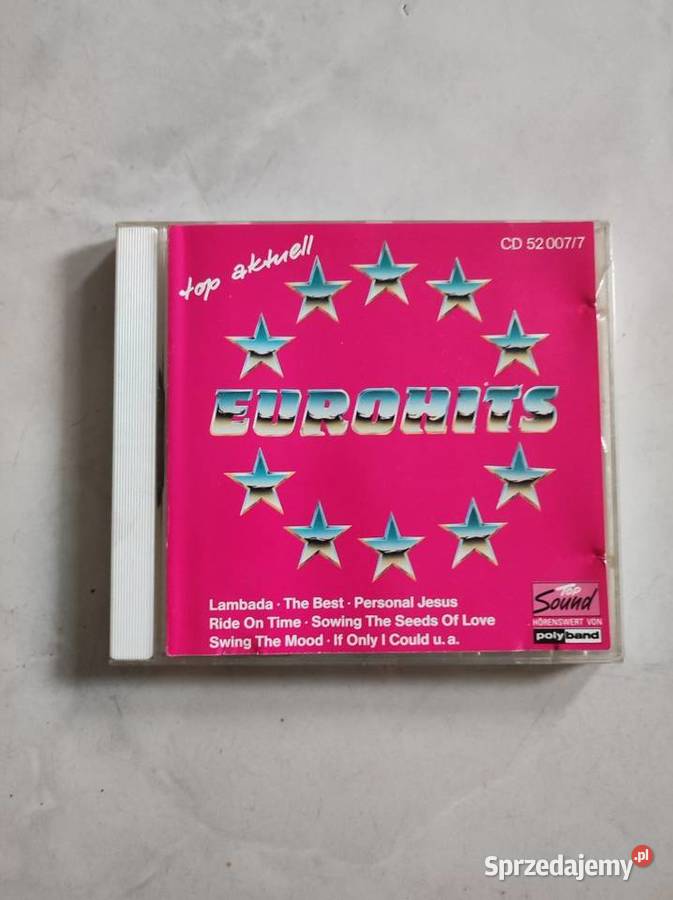 top aktuell
CD 52 007/7
EUROHITS
Lambada · The Best · Personal Jesus
Ride On Time · Sowing The Seeds Of Love
Swing The Mood · If Only I Could u. a.
Top
Sound
HÖRENSWERT VON
polyband
Sprzedajemy.pl